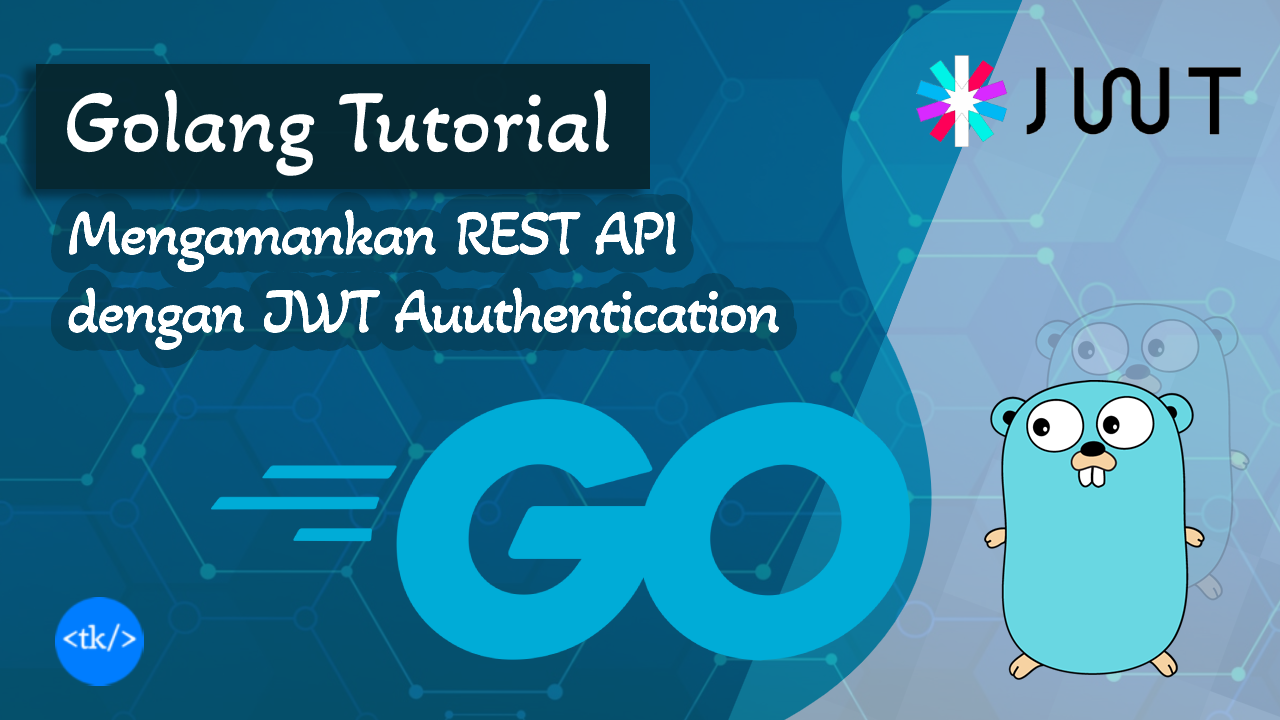 Golang Tutorial
JWT
Mengamankan REST API
dengan JWT Auuthentication
GO
<tk/>